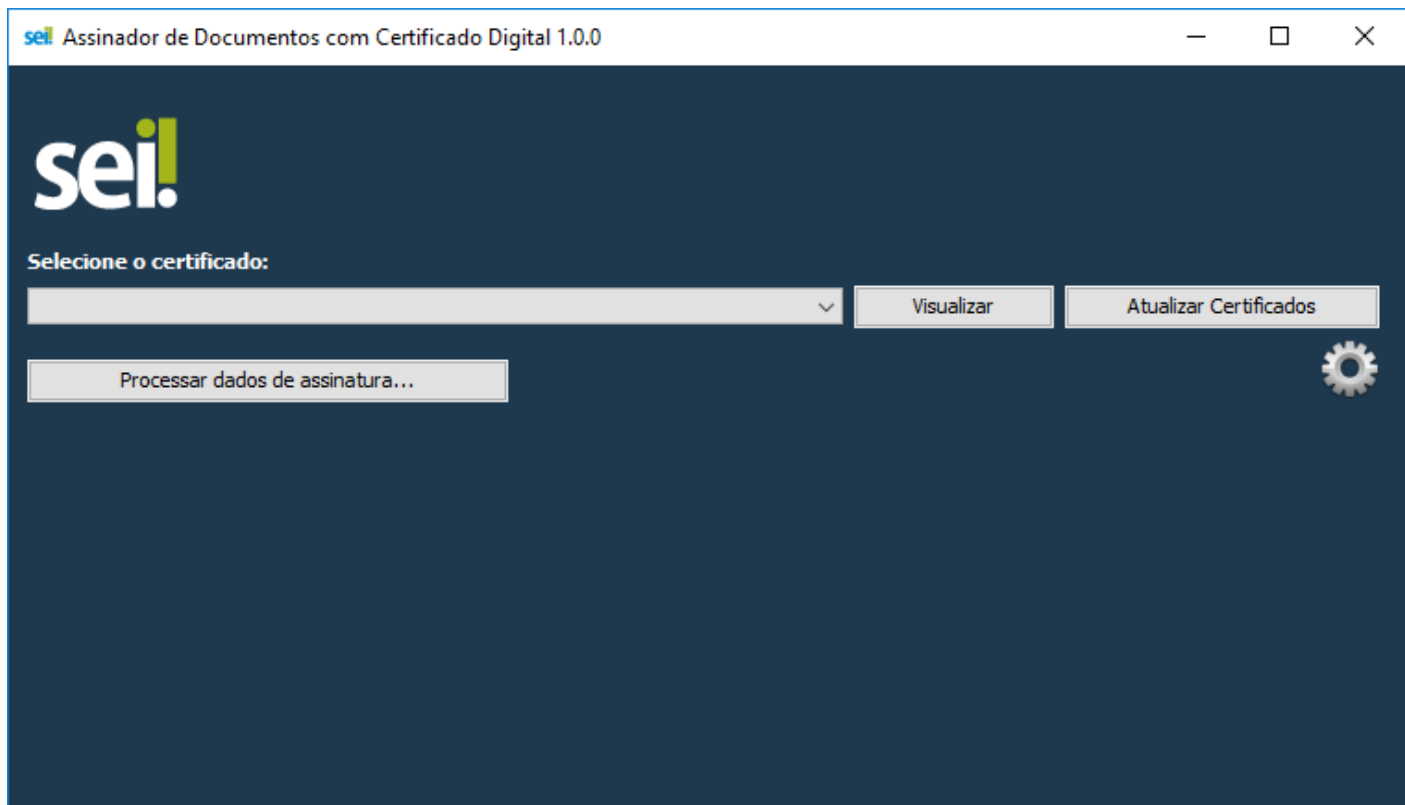 sei! Assinador de Documentos com Certificado Digital 1.0.0
sei!
Selecione o certificado:
Visualizar
Atualizar Certificados
Processar dados de assinatura...